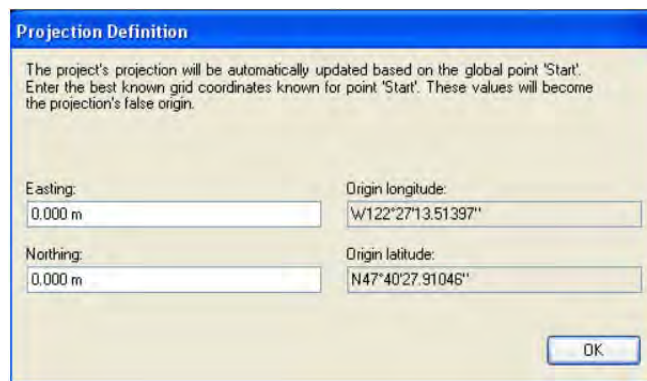 Projection Definition
The project's projection will be automatically updated based on the global point 'Start'.
Enter the best known grid coordinates known for point 'Start'. These values will become
the projection's false origin.
Easting:
Origin longitude:
0.000 m
W122°27'13.51397"
Northing:
Origin latitude:
0.000 m
N47°40'27.91046"
OK